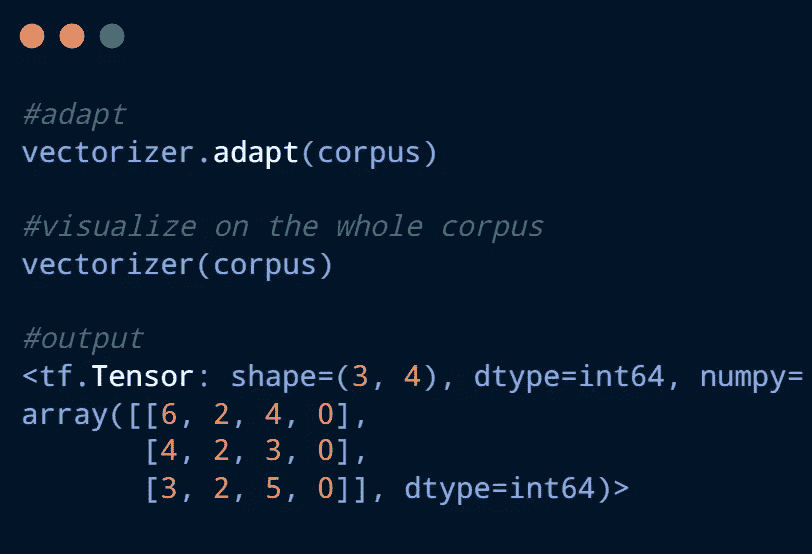 #adapt
vectorizer.adapt(corpus)
#visualize on the whole corpus
vectorizer(corpus)
#output
<tf.Tensor: shape=(3, 4), dtype=int64, numpy=
array([[6, 2, 4, 0],
[4, 2, 3, 0],
[3, 2, 5, 0]], dtype=int64)>